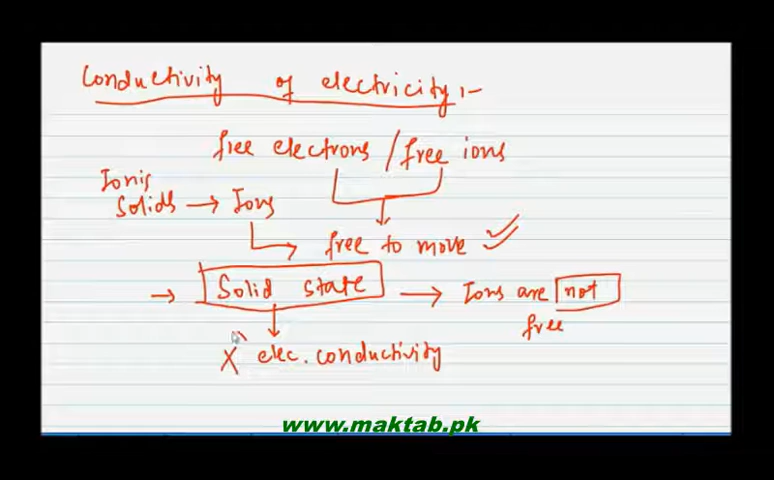 Conductivity of electricity :-
free electrons / free ions
Ionis
Solids → Ions
free to move ✓
→ Solid state → Ions are not
free
X elec. conductivity
www.maktab.pk